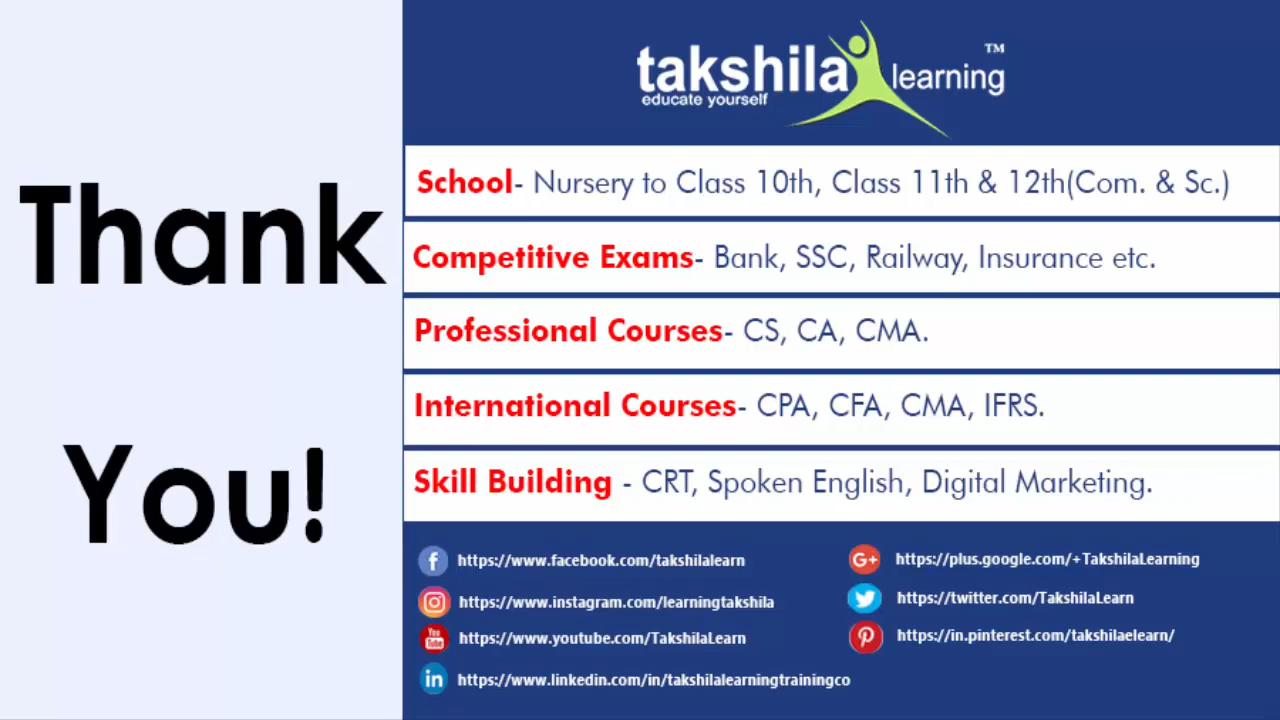 Thank
You!
takshila learning ™
educate yourself
School- Nursery to Class 10th, Class 11th & 12th(Com. & Sc.)
Competitive Exams- Bank, SSC, Railway, Insurance etc.
Professional Courses- CS, CA, CMA.
International Courses- CPA, CFA, CMA, IFRS.
Skill Building - CRT, Spoken English, Digital Marketing.
f https://www.facebook.com/takshilalearn
https://www.instagram.com/learningtakshila
You Tube https://www.youtube.com/TakshilaLearn
in https://www.linkedin.com/in/takshilalearningtrainingco
G+ https://plus.google.com/+TakshilaLearning
https://twitter.com/TakshilaLearn
https://in.pinterest.com/takshilaelearn/